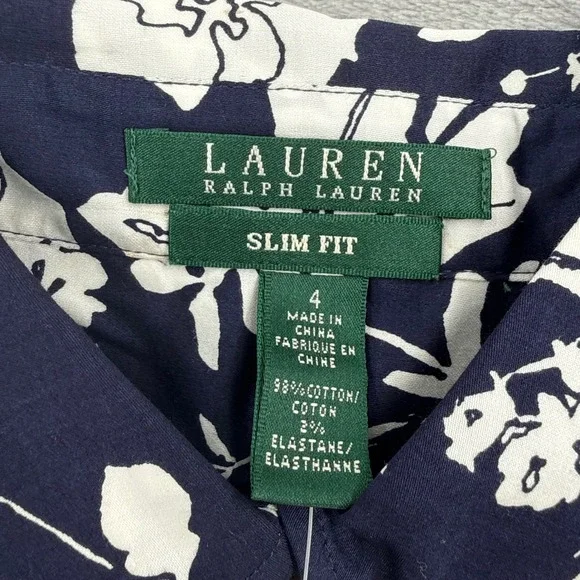 LAUREN
RALPH LAUREN
SLIM FIT
4
MADE IN
CHINA
FABRIQUE EN
CHINE
98% COTTON/
COTON
2%
ELASTANE/
ELASTHANNE